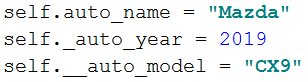 self.auto_name = "Mazda"
self._auto_year = 2019
self.__auto_model = "CX9"